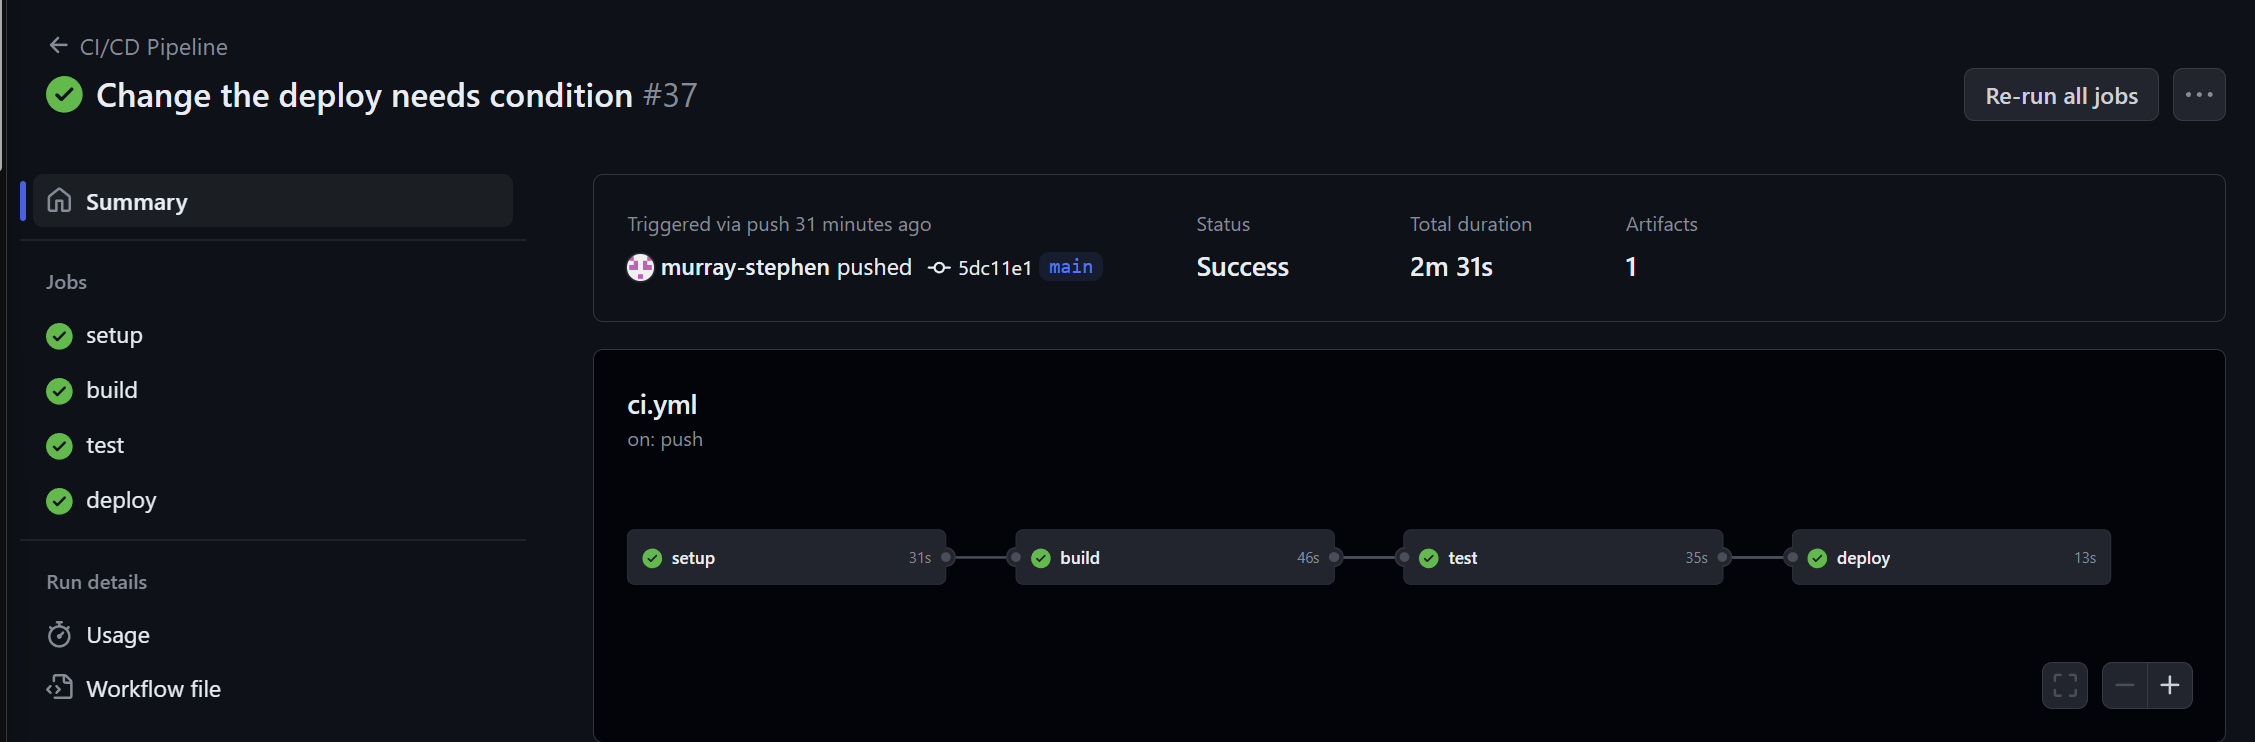 CI/CD Pipeline
Change the deploy needs condition #37
Re-run all jobs
Summary
Jobs
setup
build
test
deploy
Run details
Usage
Workflow file
Triggered via push 31 minutes ago
murray-stephen pushed 5dc11e1 main
Status
Success
Total duration
2m 31s
Artifacts
1
ci.yml
on: push
setup 31s
build 46s
test 35s
deploy 13s